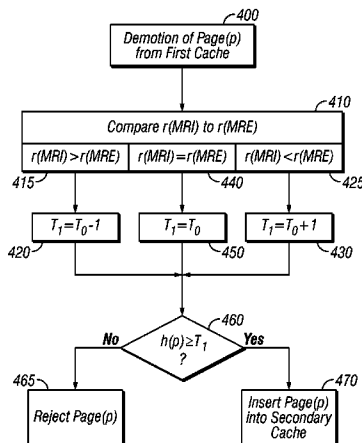 400
Demotion of Page(p)
from First Cache
410
Compare r(MRI) to r(MRE)
r(MRI)>r(MRE) r(MRI)=r(MRE) r(MRI)<r(MRE)
415 440 425
T₁=T₀-1 T₁=T₀ T₁=T₀+1
420 450 430
460
No h(p)≥T₁ Yes
?
465 470
Reject Page(p)
Insert Page(p)
into Secondary
Cache